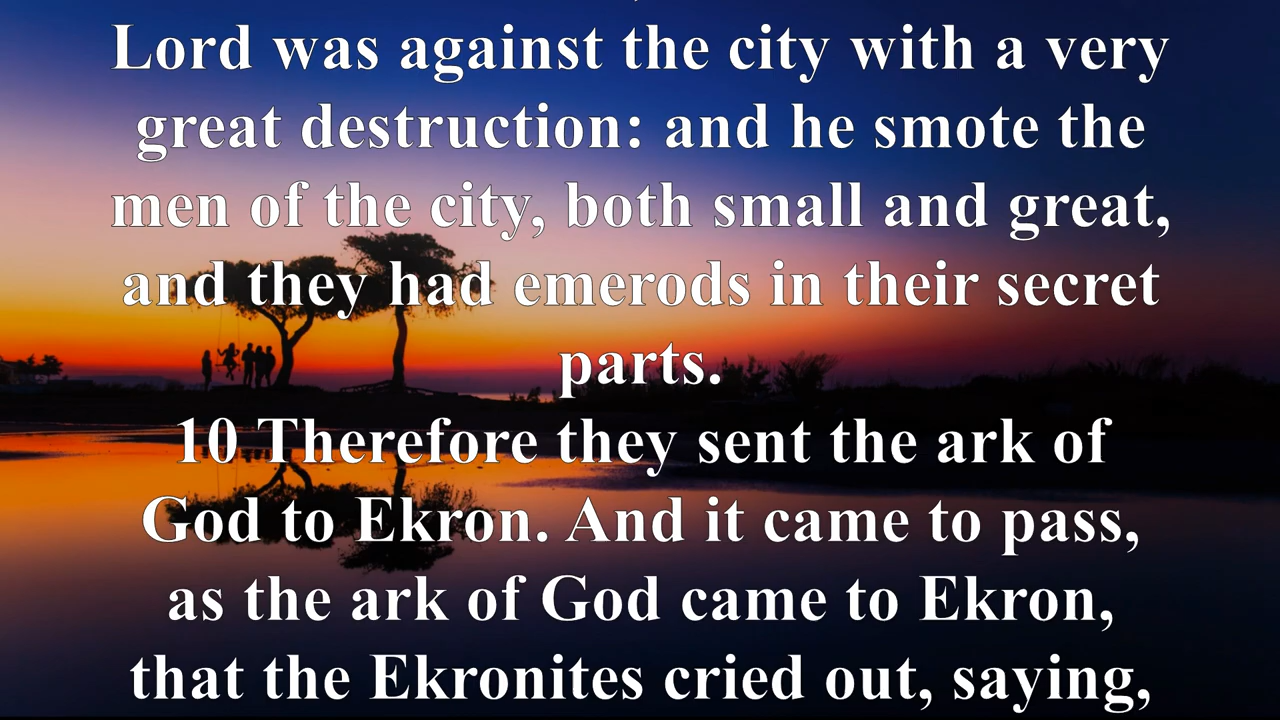 Lord was against the city with a very
great destruction: and he smote the
men of the city, both small and great,
and they had emerods in their secret
parts.
10 Therefore they sent the ark of
God to Ekron. And it came to pass,
as the ark of God came to Ekron,
that the Ekronites cried out, saying,